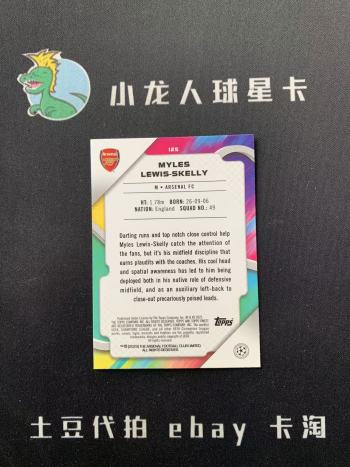 小龙人球星卡
125
Arsenal
MYLES
LEWIS-SKELLY
M • ARSENAL FC
HT: 1.78m BORN: 26-09-06
NATION: England SQUAD NO.: 49
Darting runs and top notch close control help
Myles Lewis-Skelly catch the attention of
the fans, but it's his midfield discipline that
earns plaudits with the coaches. His cool head
and spatial awareness has led to him being
deployed both in his native role of defensive
midfield, and as an auxiliary left-back to
close-out precariously poised leads.
Topps
土豆代拍 ebay 卡淘